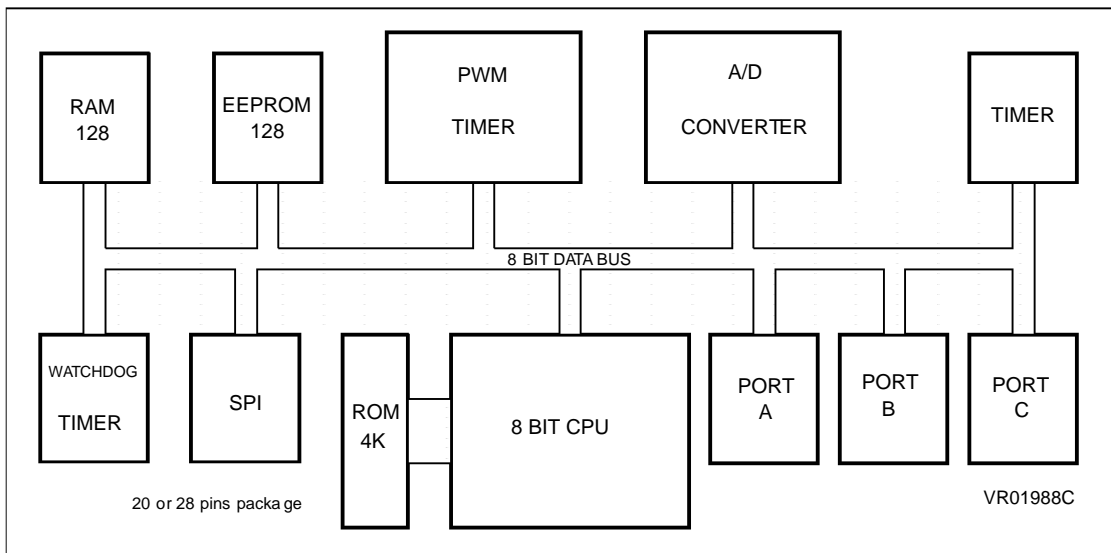 RAM
128
EEPROM
128
PWM
TIMER
A/D
CONVERTER
TIMER
8 BIT DATA BUS
WATCHDOG
TIMER
SPI
ROM
4K
8 BIT CPU
PORT
A
PORT
B
PORT
C
20 or 28 pins package
VR01988C